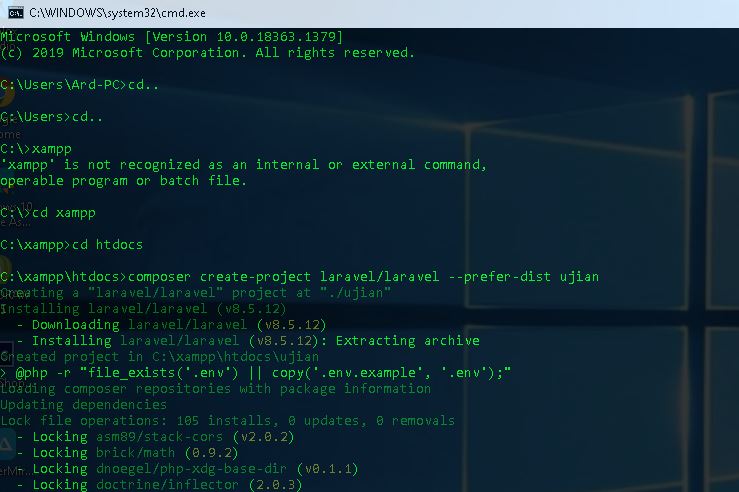 C:\WINDOWS\system32\cmd.exe
Microsoft Windows [Version 10.0.18363.1379]
(c) 2019 Microsoft Corporation. All rights reserved.
C:\Users\Ard-PC>cd..
C:\Users>cd..
C:\>xampp
'xampp' is not recognized as an internal or external command,
operable program or batch file.
C:\>cd xampp
C:\xampp>cd htdocs
C:\xampp\htdocs>composer create-project laravel/laravel --prefer-dist ujian
Creating a "laravel/laravel" project at "./ujian"
Installing laravel/laravel (v8.5.12)
- Downloading laravel/laravel (v8.5.12)
- Installing laravel/laravel (v8.5.12): Extracting archive
Created project in C:\xampp\htdocs\ujian
> @php -r "file_exists('.env') || copy('.env.example', '.env');"
Loading composer repositories with package information
Updating dependencies
Lock file operations: 105 installs, 0 updates, 0 removals
- Locking asm89/stack-cors (v2.0.2)
- Locking brick/math (0.9.2)
- Locking dnoegel/php-xdg-base-dir (v0.1.1)
- Locking doctrine/inflector (2.0.3)